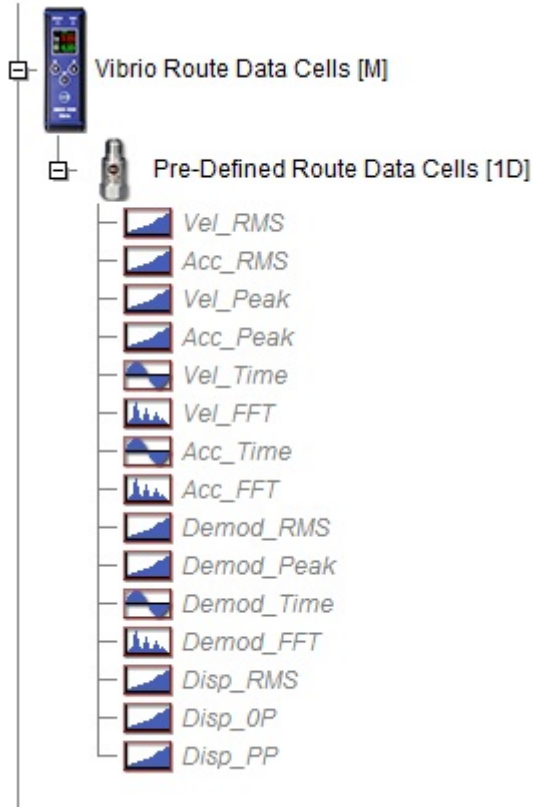 Vibrio Route Data Cells [M]
Pre-Defined Route Data Cells [1D]
Vel_RMS
Acc_RMS
Vel_Peak
Acc_Peak
Vel_Time
Vel_FFT
Acc_Time
Acc_FFT
Demod_RMS
Demod_Peak
Demod_Time
Demod_FFT
Disp_RMS
Disp_0P
Disp_PP